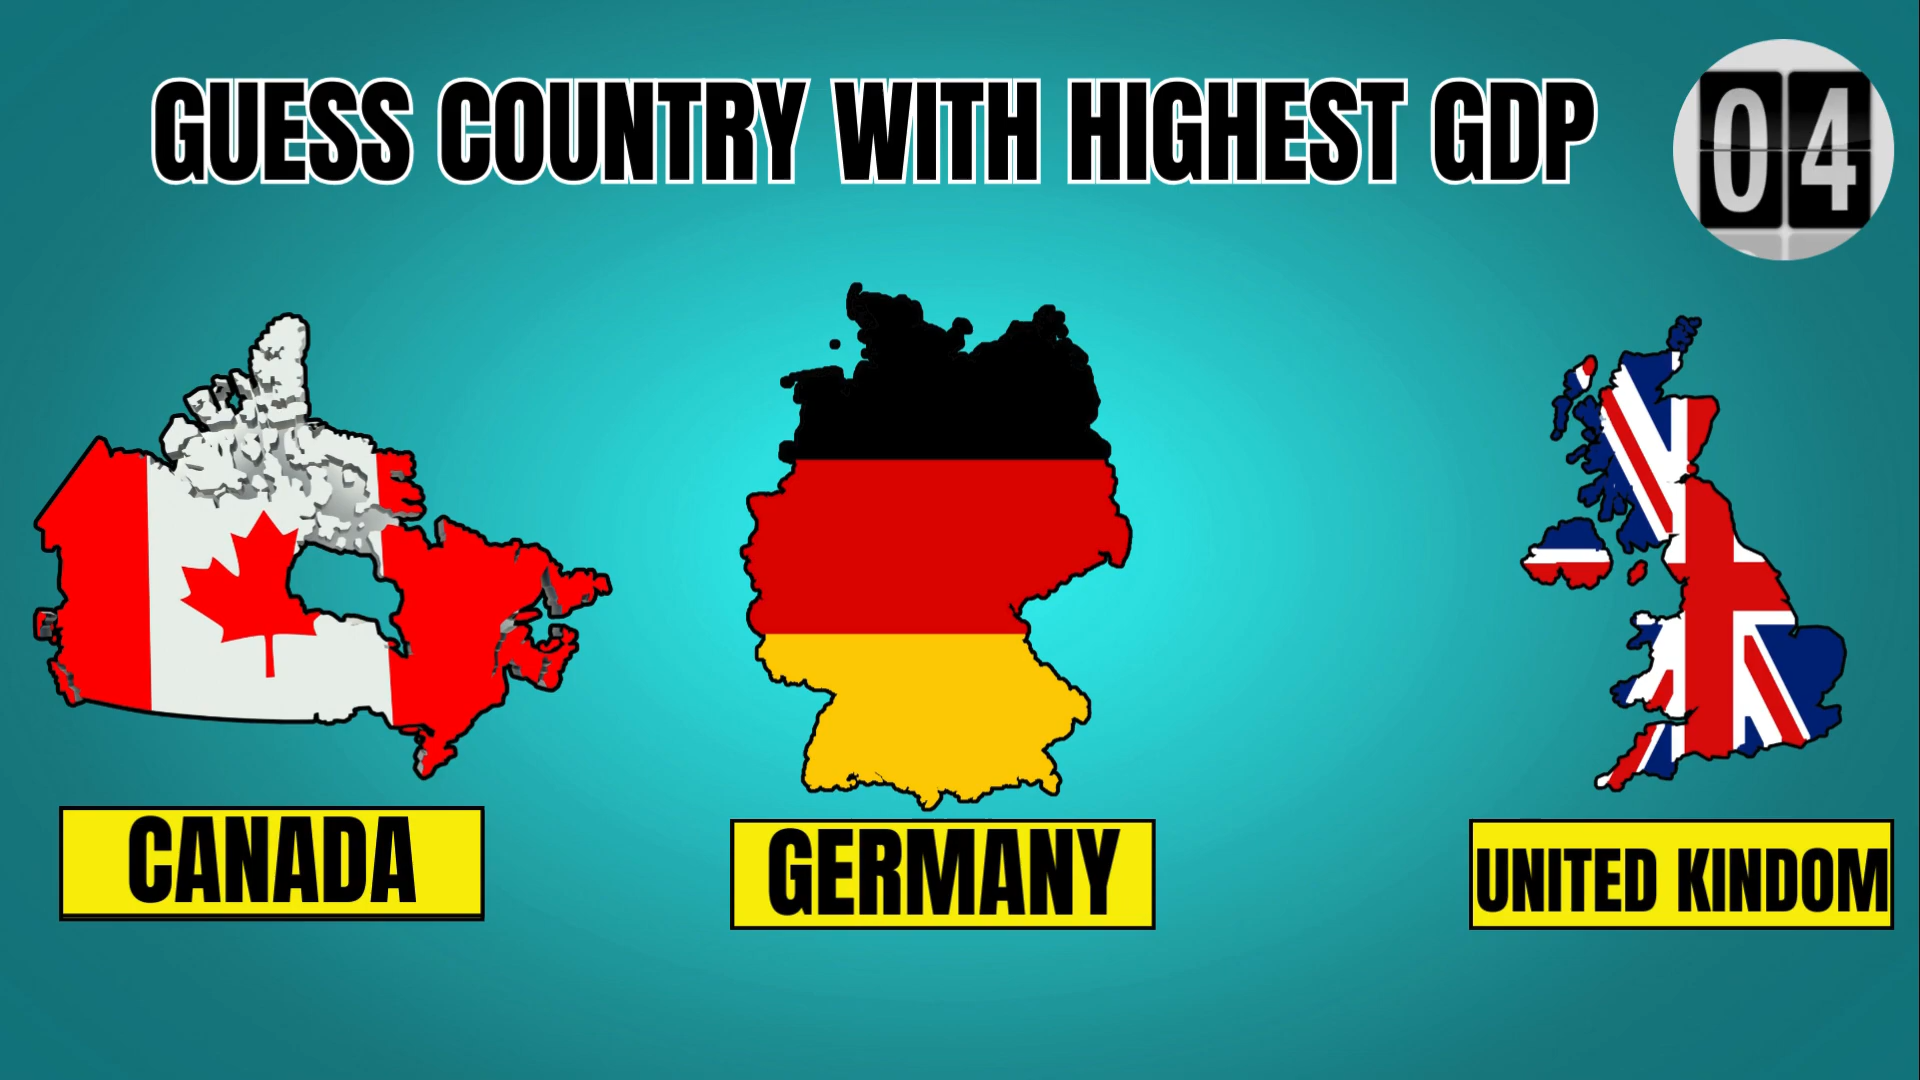 GUESS COUNTRY WITH HIGHEST GDP
04
CANADA
GERMANY
UNITED KINDOM